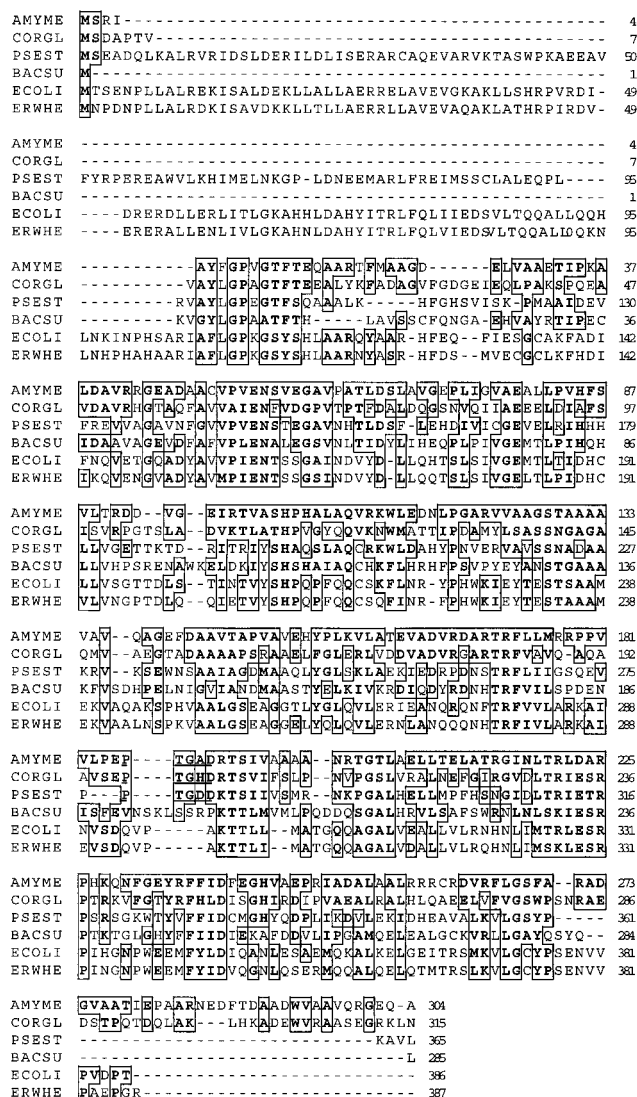 AMYME MSRI---------------------------------------------- 4
CORGL MSDAPTV------------------------------------------- 7
PSEST MSEADQLKALRVRIDSLDERILDLISERARCAQEVARVKTASWPKAEEAV 50
BACSU M------------------------------------------------- 1
ECOLI MTSENPLLALREKISALDEKLLALLAERRELAVEVGKAKLLSHRPVRDI- 49
ERWHE MNPDNPLLALRDKISAVDKKLLTLLAERRLLAVEVAQAKLATHRPIRDV- 49
AMYME -------------------------------------------------- 4
CORGL -------------------------------------------------- 7
PSEST FYRPEREAWVLKHIMELNKGP-LDNEEMARLFREIMSSCLALEQPL---- 95
BACSU -------------------------------------------------- 1
ECOLI ----DRERDLLERLITLGKAHHLDAHYITRLFQLIIEDSVLTQQALLQQH 95
ERWHE ----ERERALLENLIVLGKAHNLDAHYITRLFQLVIEDSVLTQQALLQKN 95
AMYME -----------AYFGPVGTFTEQAARTFMAAGD------ELVAAETIPKA 37
CORGL -----------AYLGPAGTFTEEALYKFADAGVFGDGEIEQLPAKSPQEA 47
PSEST ---------RVAYLGPEGTFSQAAALK---HFGHSVISK-PMAAIDEV 130
BACSU ---------KVGYLGPAATFTH----LAVSSCFQNGA-EHVAYRTIPEC 36
ECOLI LNKINPHSARIAFLGPKGSYSHLAARQYAAR-HFEQ-FIESGCAKFADI 142
ERWHE LNHPHAHAARIAFLGPKGSYSHLAARNYASR-HFDS-MVECGCLKFHDI 142
AMYME LDAVRRGEADAACVPVENSVEGAVPATLDSLAVGEPLIGVAEALLPVHFS 87
CORGL VDAVRHGTAQFAVVAIENFVDGPVTPTFDALDQGSNVQIIAEEELDIAFS 97
PSEST FREVVAGAVNFGVVPVENSTEGAVNHTLDSF-LEHDIVICGEVELRIHHH 179
BACSU IDAAVAGEVDFAFVPLENALEGSVNLTIDYLIHEQPLPIVGEMTLPIHQH 86
ECOLI FNQVETGQADYAVVPIENTSSGAINDVYD-LLQHTSLSIVGEMTLTIDHC 191
ERWHE IKQVENGQADYAVMPIENTSSGSINDVYD-LLQQTSLSIVGELTLPIDHC 191
AMYME VLTRDD--VG--EIRTVASHPHALAQVRKWLEDNLPGARVVAAGSTAAAA 133
CORGL ISVRPGTSLA--DVKTLATHPVGYQQVKNWMATTIPDAMYLSASSNGAGA 145
PSEST LLVGETTKTD--RITRIYSHAQSLAQCRKWLDAHYPNVERVAVSSNADAA 227
BACSU LLVHPSRENAWKELDKIYSHSHAIAQCHKFLHRHFPSVPYEYANSTGAAA 136
ECOLI LLVSGTTDLS--TINTVYSHPQPFQQCSKFLNR-YPHWKIEYTESTSAAM 238
ERWHE VLVNGPTDLQ--QIETVYSHPQPFQQCSQFINR-FPHWKIEYTESTAAAM 238
AMYME VAV--QAGEFDAAVTAPVAVEHYPLKVLATEVADVRDARTRFLLMRRPPV 181
CORGL QMV--AEGTADAAAAPSRAAELFGLERLVDDVADVRGARTRFVAVQ-AQA 192
PSEST KRV--KSEWNSAAIAGDMAAQLYGLSKLAEKIEDRPDNSTRFLIIGSQEV 275
BACSU KFVSDHPELNIGVIANDMAASTYELKIVKRDIQDYRDNHTRFVILSPDEN 186
ECOLI EKVAQAKSPHVAALGSEAGGTLYGLQVLERIEANQRQNFTRFVVLARKAI 288
ERWHE EKVAALNSPKVAALGSEAGGELYQLQVLERNLANQQQNHTRFIVLARKAI 288
AMYME VLPEP---TGADRTSIVAAAA--NRTGTLAELLTELATRGINLTRLDAR 225
CORGL AVSEP---TGHDRTSVIFSLP--NVPGSLVRALNEFGIRGVDLTRIESR 236
PSEST P--P---TGDDKTSIIVSMR--NKPGALHELLMPFHSNGIDLTRIETR 316
BACSU ISFEVNSKLSSRPKTTLMVLPQDDQSGALHRVLSAFSWRNLNLSKIESR 236
ECOLI NVSDQVP----AKTTLL-MATGQQAGALVEALLVLRNHNLIMTRLESR 331
ERWHE EVSDQVP----AKTTLI-MATGQQAGALVDALLVLRQHNLIMSKLESR 331
AMYME PHKQNFGEYRFFIDFEGHVAEPRIADALAALRRRCRDVRFLGSFA--RAD 273
CORGL PTRKVFGTYRFHLDISGHIRDIPVAEALRALHLQAEELVFVGSWPSNRAE 286
PSEST PSRSGKWTYVFFIDCMGHYQDPLIKDVLEKIDHEAVALKVLGSYP---- 361
BACSU PTKTGLGHYFFIIDIEKAFDDVLIPGAMQELEALGCKVRLLGAYQSYQ-- 284
ECOLI PIHGNPWEEMFYLDIQANLESAEMQKALKELGEITRSMKVLGCYPSENVV 381
ERWHE PINGNPWEEMFYIDVQGNLQSERMQQALQELQTMTRSLKVLGCYPSENVV 381
AMYME GVAATIEPAARNEDFTDAADWVAAVQRGEQ-A 304
CORGL DSTPQTDQLAK---LHKADEWVRAASEGRKLN 315
PSEST ----------------------------KAVL 365
BACSU -------------------------------L 285
ECOLI PVDPT--------------------------- 386
ERWHE PAEPGR-------------------------- 387